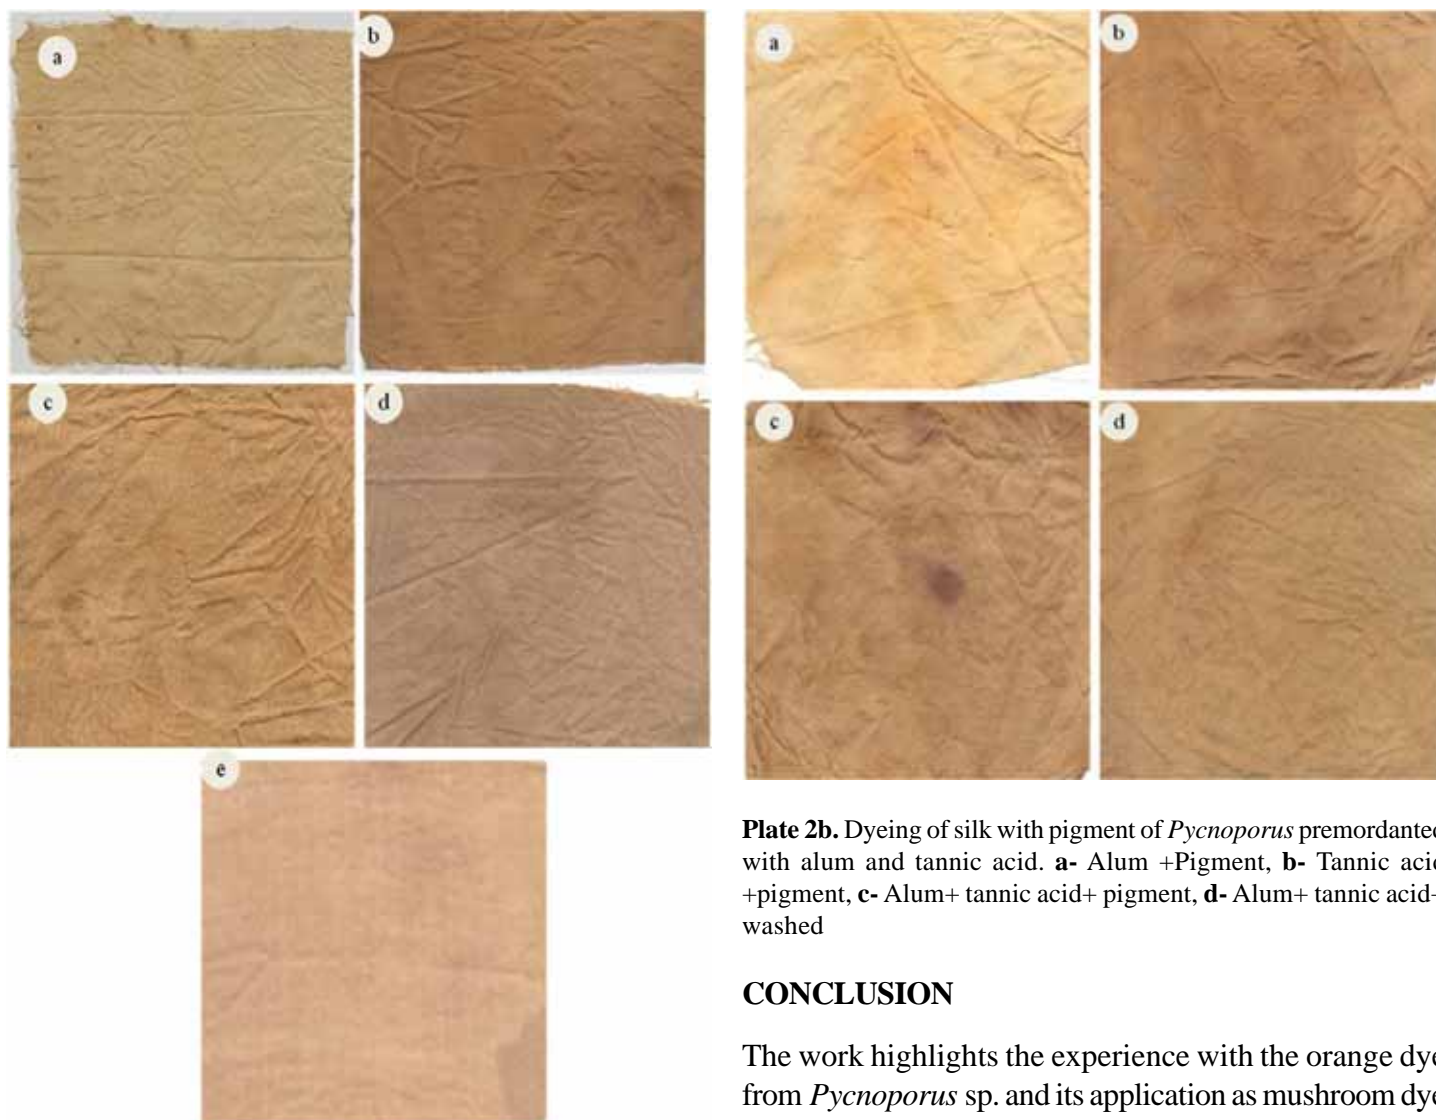 a
b
c
d
e
a
b
c
d
Plate 2b. Dyeing of silk with pigment of Pycnoporus premordanted
with alum and tannic acid. a- Alum +Pigment, b- Tannic acid
+pigment, c- Alum+ tannic acid+ pigment, d- Alum+ tannic acid+
washed
CONCLUSION
The work highlights the experience with the orange dye
from Pycnoporus sp. and its application as mushroom dye